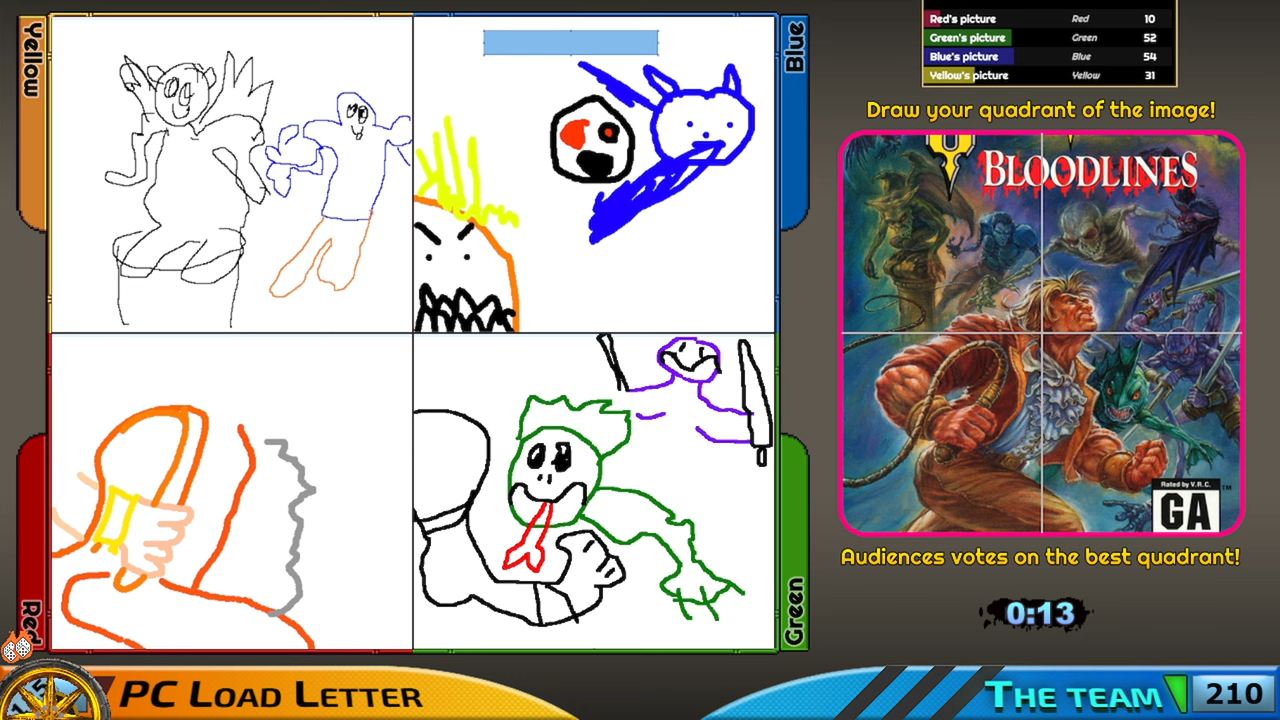 Yellow
Blue
Red
Green
Red's picture Red 10
Green's picture Green 52
Blue's picture Blue 54
Yellow's picture Yellow 31
Draw your quadrant of the image!
BLOODLINES
Rated by V.R.C.
GA
TM
Audiences votes on the best quadrant!
0:13
PC LOAD LETTER
THE TEAM
210